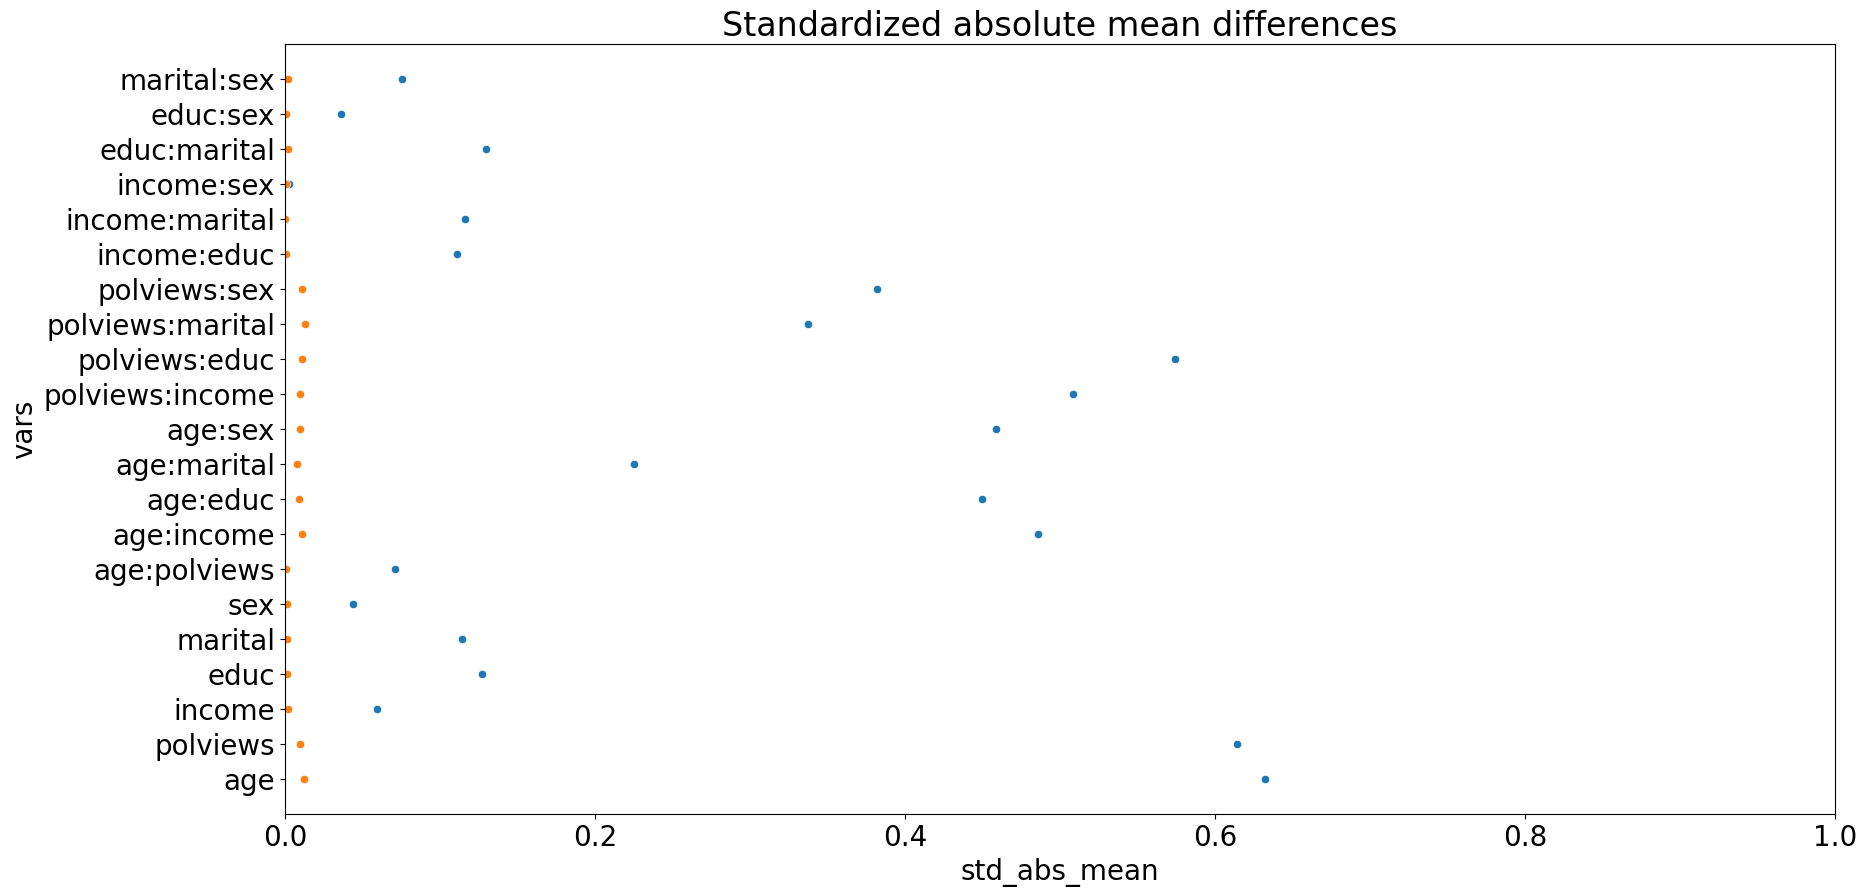 Standardized absolute mean differences
marital:sex
educ:sex
educ:marital
income:sex
income:marital
income:educ
polviews:sex
polviews:marital
polviews:educ
polviews:income
age:sex
age:marital
age:educ
age:income
age:polviews
sex
marital
educ
income
polviews
age
vars
0.0 0.2 0.4 0.6 0.8 1.0
std_abs_mean